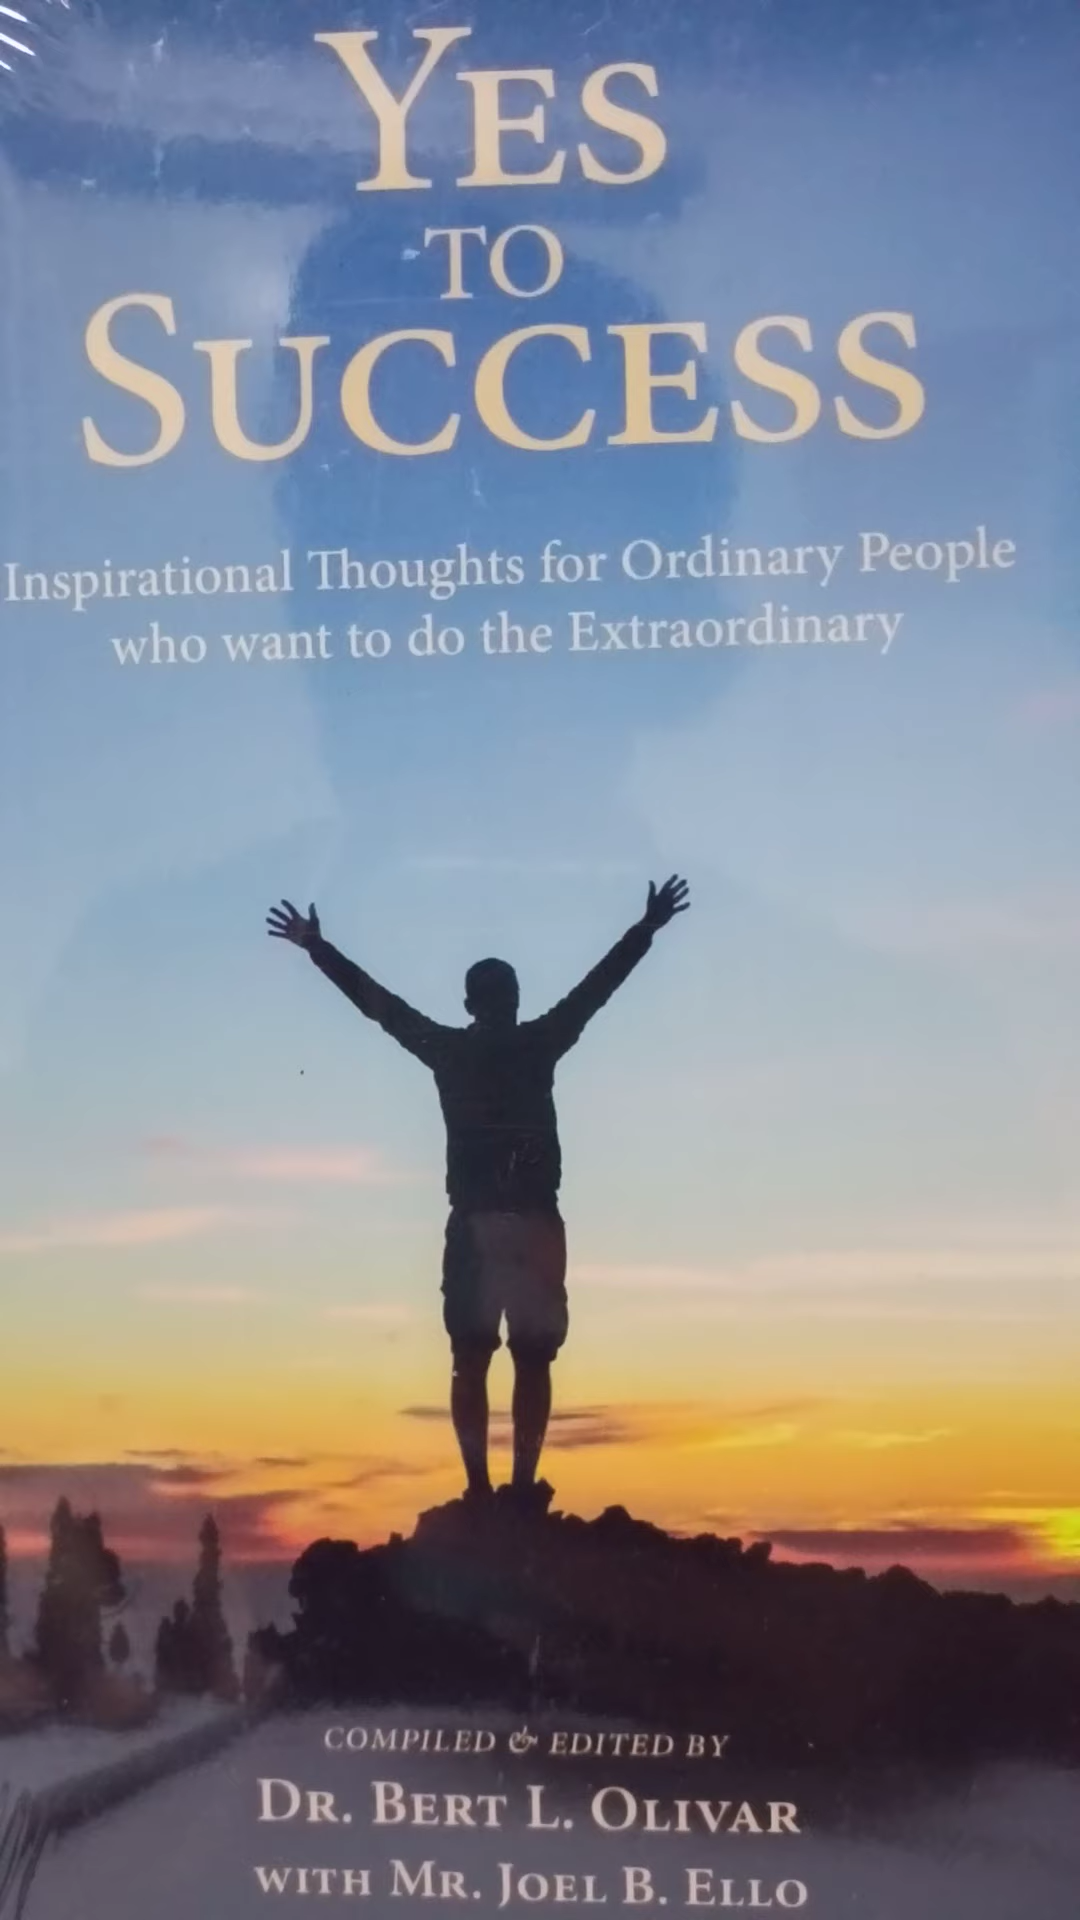 YES
TO
SUCCESS
Inspirational Thoughts for Ordinary People
who want to do the Extraordinary
COMPILED & EDITED BY
DR. BERT L. OLIVAR
WITH MR. JOEL B. ELLO